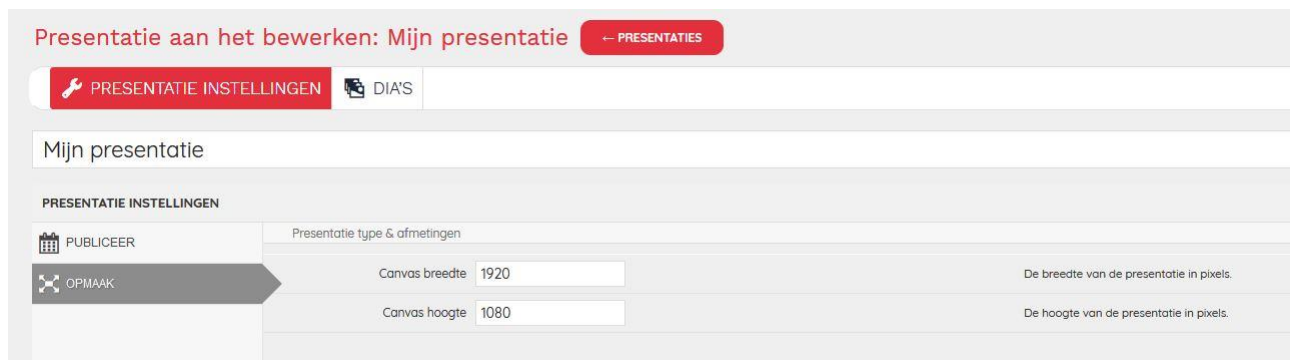 Presentatie aan het bewerken: Mijn presentatie ← PRESENTATIES
PRESENTATIE INSTELLINGEN DIA'S
Mijn presentatie
PRESENTATIE INSTELLINGEN
PUBLICEER
OPMAAK
Presentatie type & afmetingen
Canvas breedte 1920 De breedte van de presentatie in pixels.
Canvas hoogte 1080 De hoogte van de presentatie in pixels.